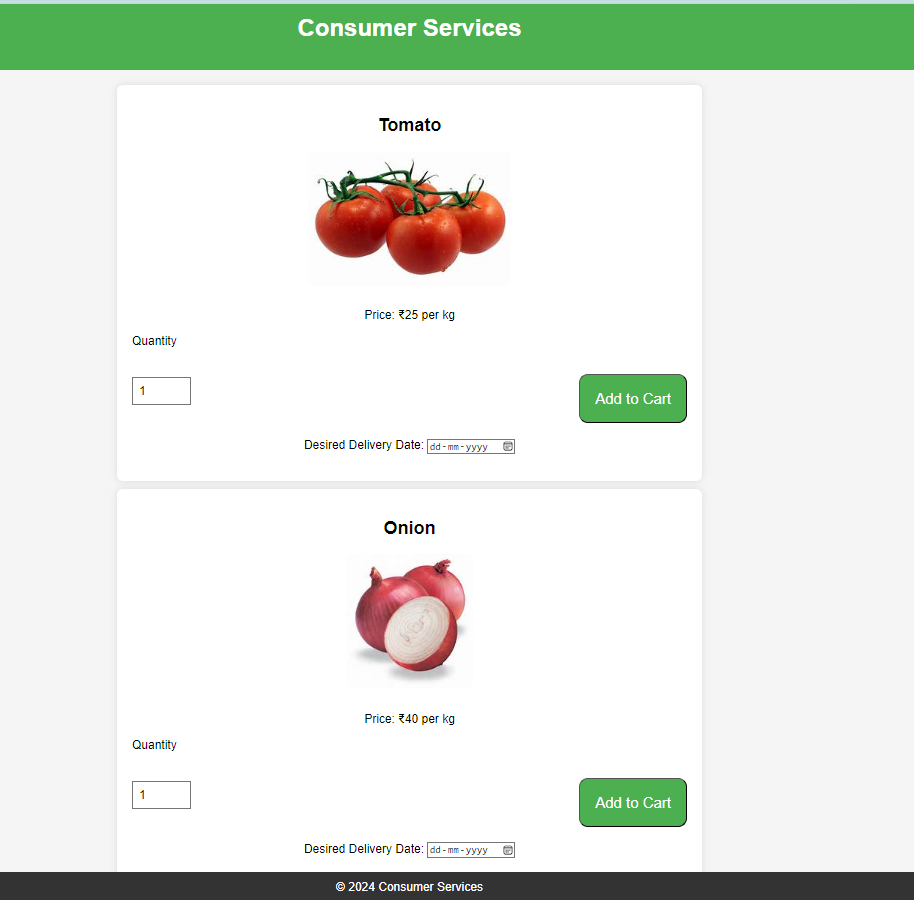 Consumer Services
Tomato
Price: ₹25 per kg
Quantity
1
Add to Cart
Desired Delivery Date: dd-mm-yyyy
Onion
Price: ₹40 per kg
Quantity
1
Add to Cart
Desired Delivery Date: dd-mm-yyyy
© 2024 Consumer Services